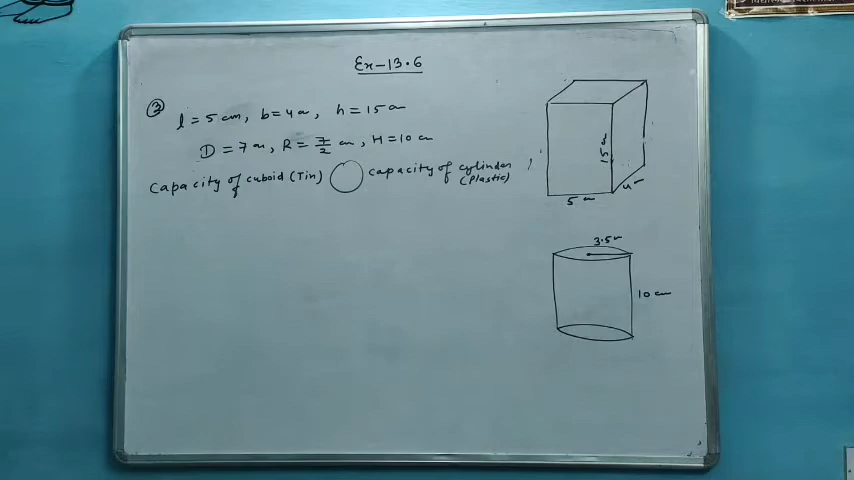 Ex-13.6
③ l = 5 cm, b = 4 cm, h = 15 cm
D = 7 cm, R = 7/2 cm, H = 10 cm
Capacity of cuboid (Tin) ◯ capacity of cylinder
(Plastic)
15 cm
4 cm
5 cm
3.5 cm
10 cm